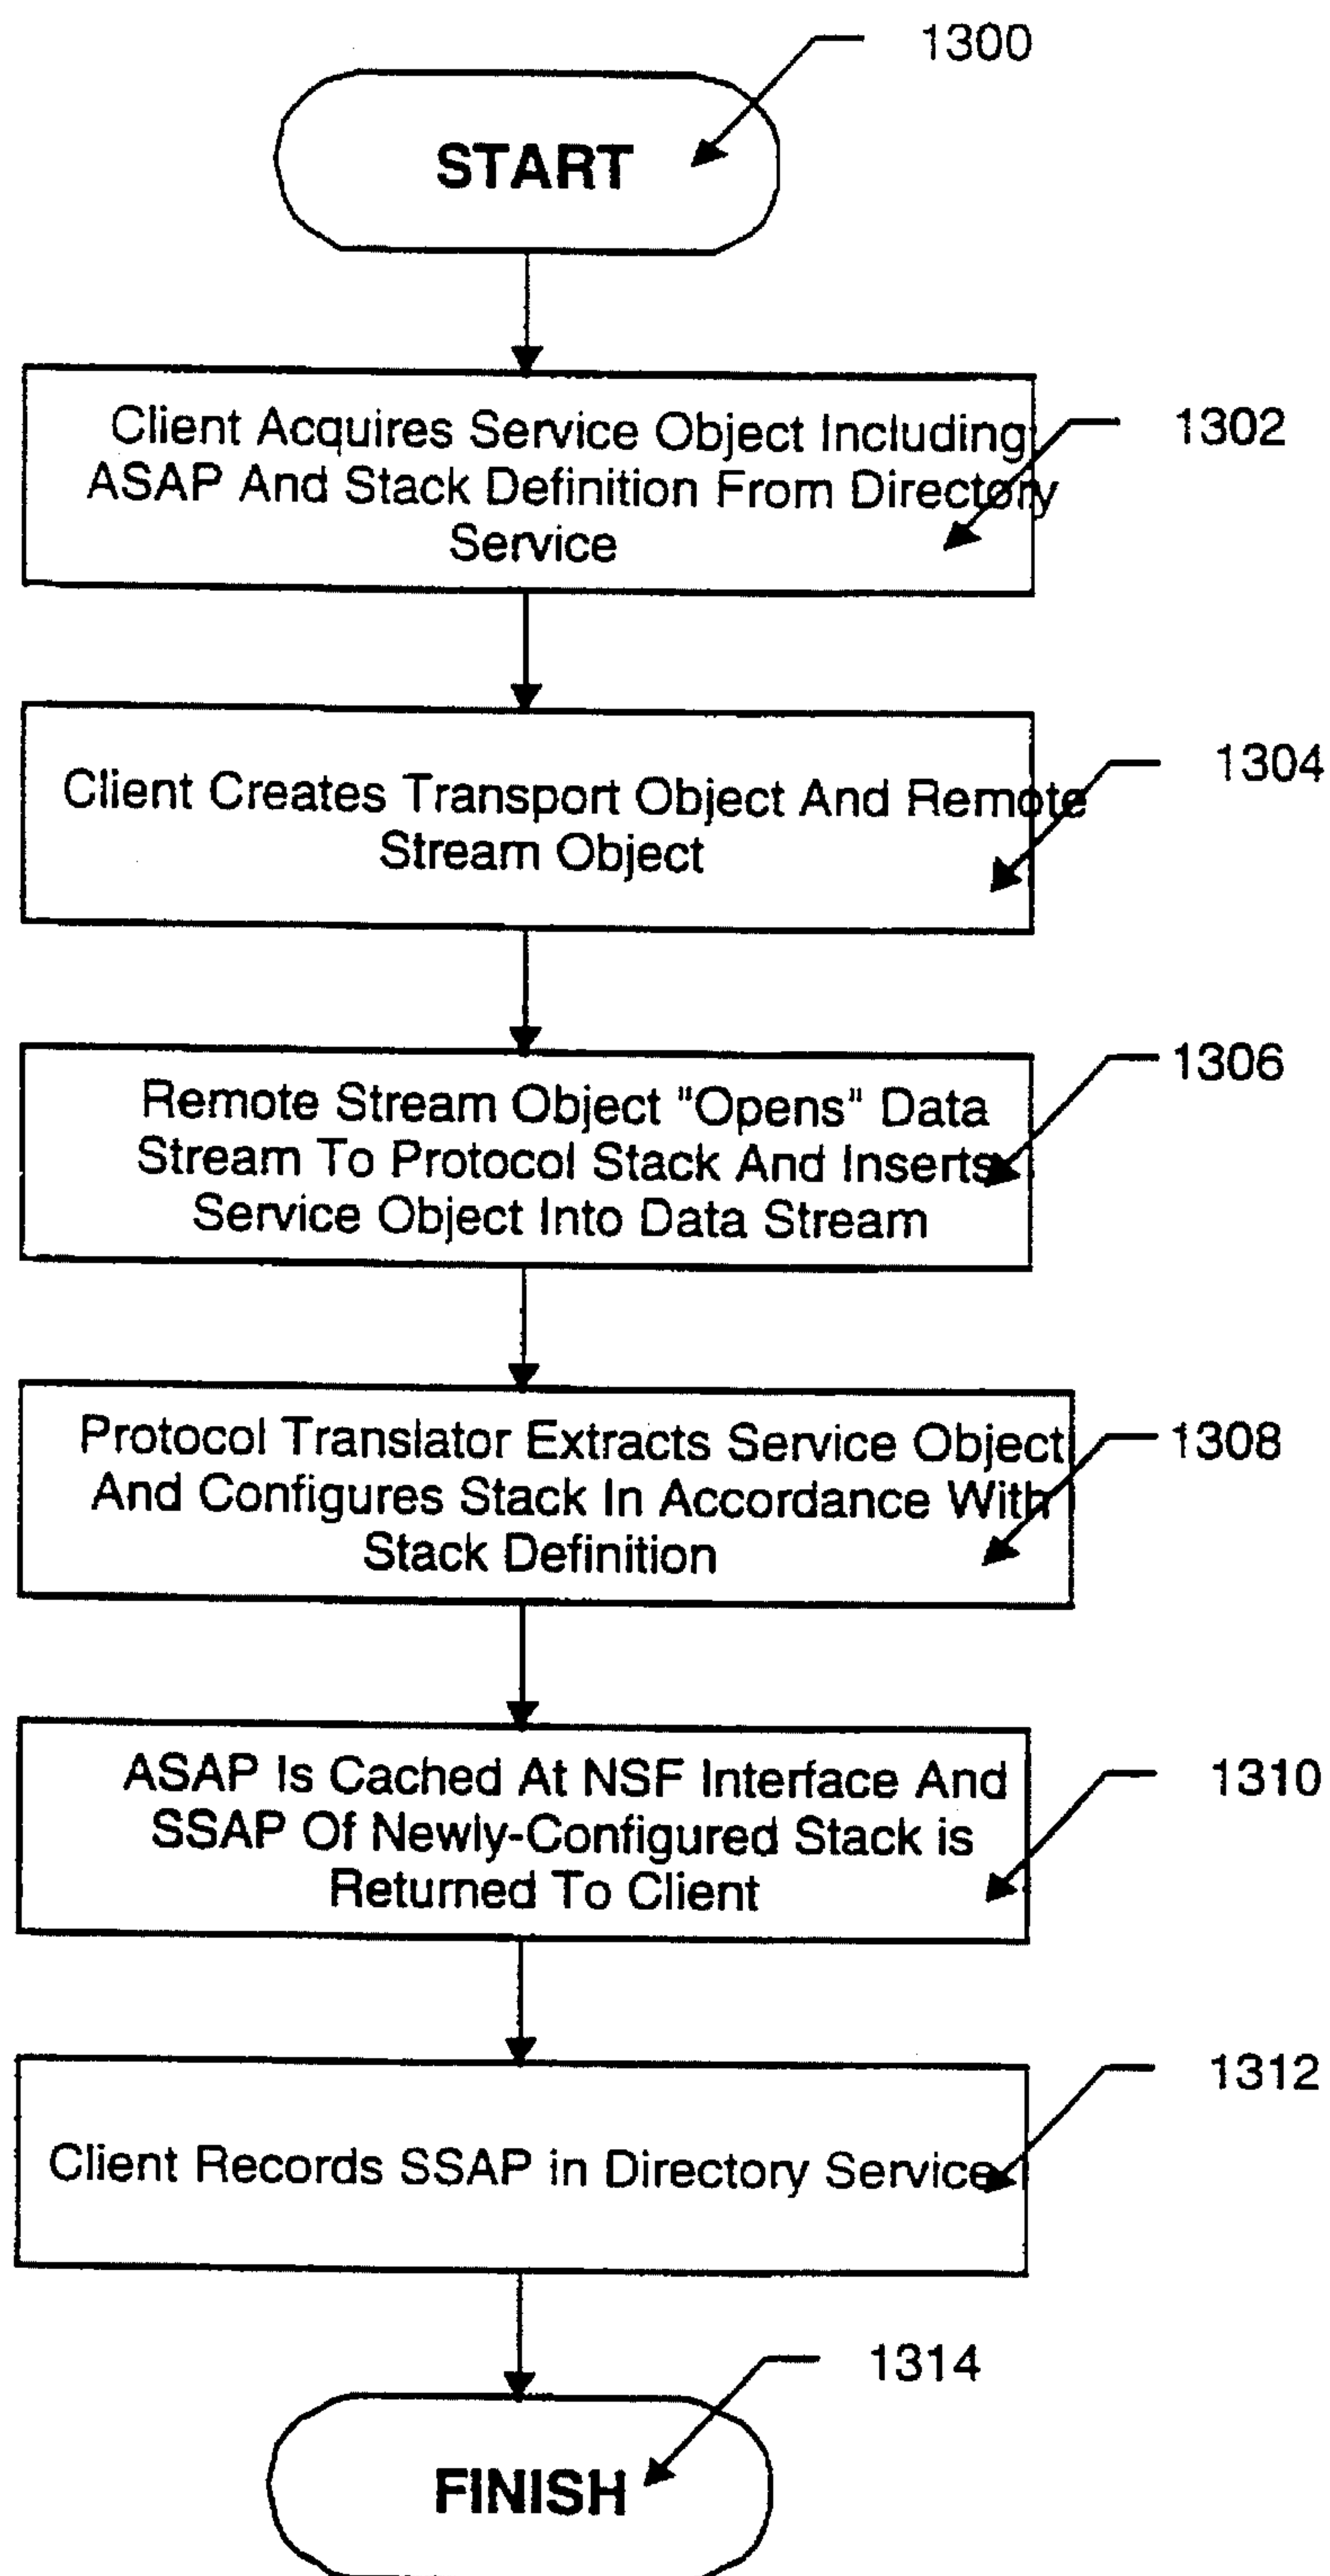 1300
START
Client Acquires Service Object Including
ASAP And Stack Definition From Directory
Service
1302
Client Creates Transport Object And Remote
Stream Object
1304
Remote Stream Object "Opens" Data
Stream To Protocol Stack And Inserts
Service Object Into Data Stream
1306
Protocol Translator Extracts Service Object
And Configures Stack In Accordance With
Stack Definition
1308
ASAP Is Cached At NSF Interface And
SSAP Of Newly-Configured Stack is
Returned To Client
1310
Client Records SSAP in Directory Service
1312
1314
FINISH